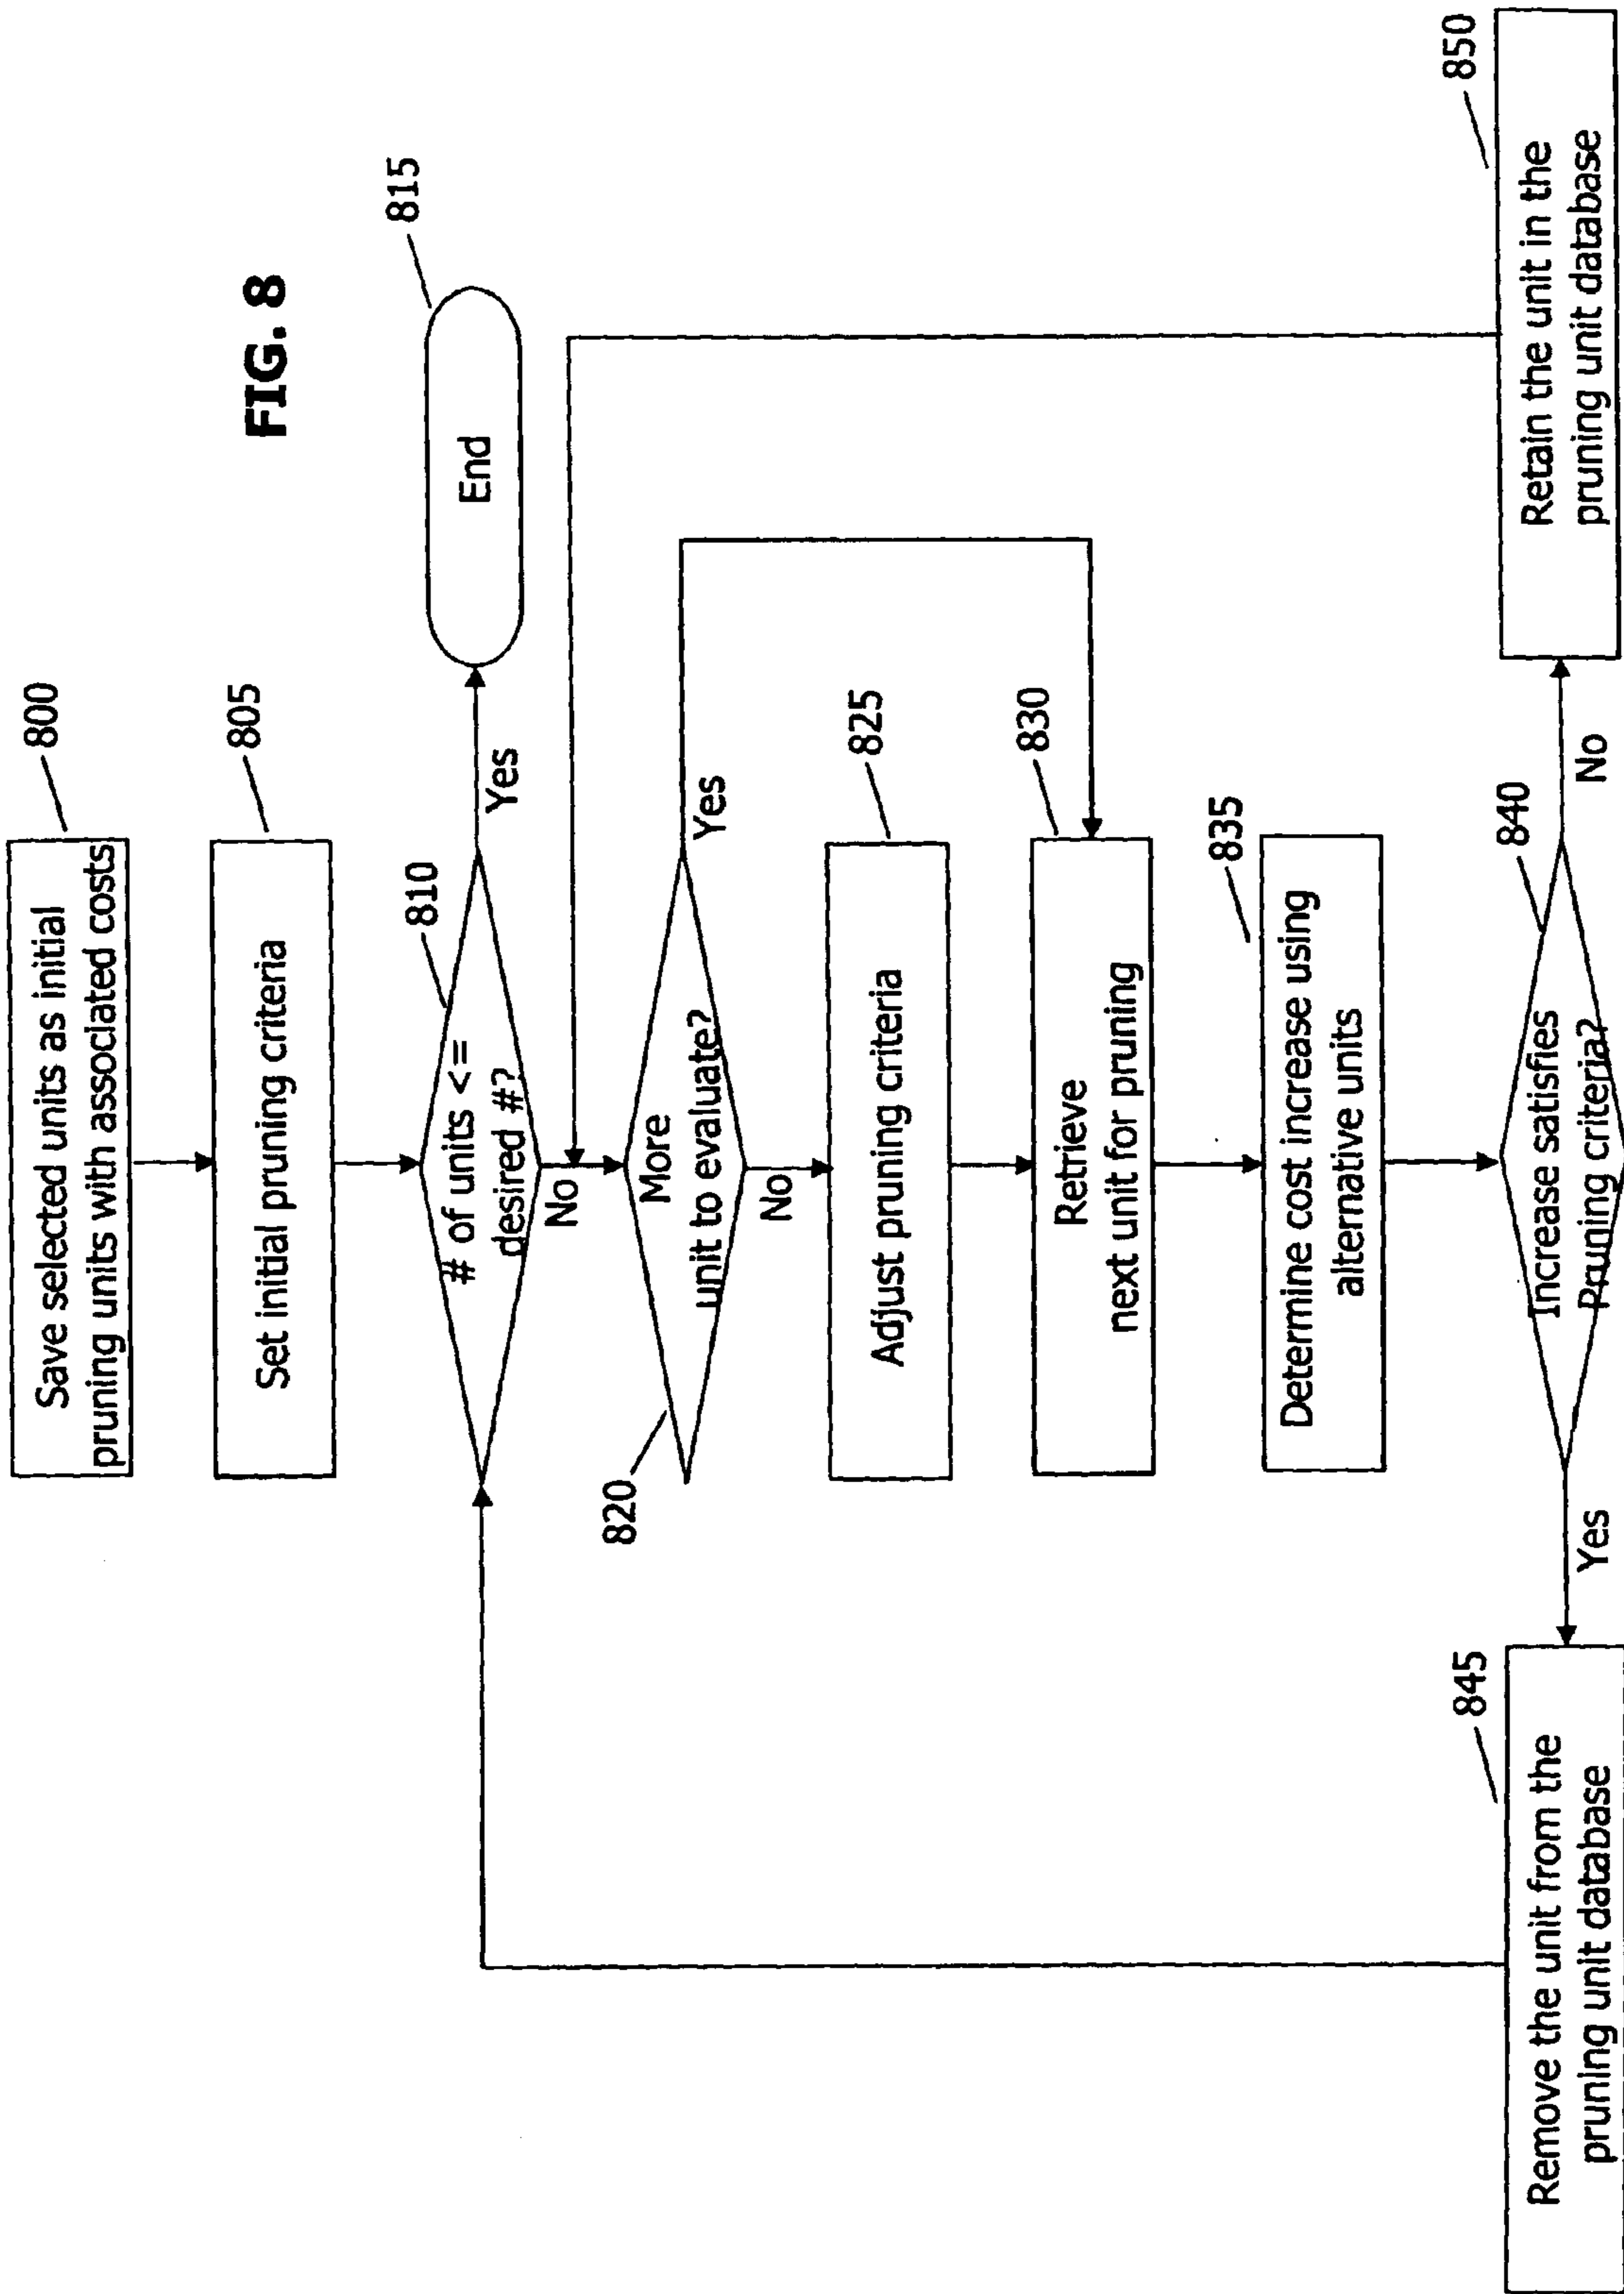 FIG. 8
800
Save selected units as initial
pruning units with associated costs
805
Set initial pruning criteria
810
# of units <=
desired #?
Yes
815
End
No
820
More
unit to evaluate?
Yes
No
825
Adjust pruning criteria
830
Retrieve
next unit for pruning
835
Determine cost increase using
alternative units
840
Increase satisfies
Pruning criteria?
Yes
No
845
Remove the unit from the
pruning unit database
850
Retain the unit in the
pruning unit database